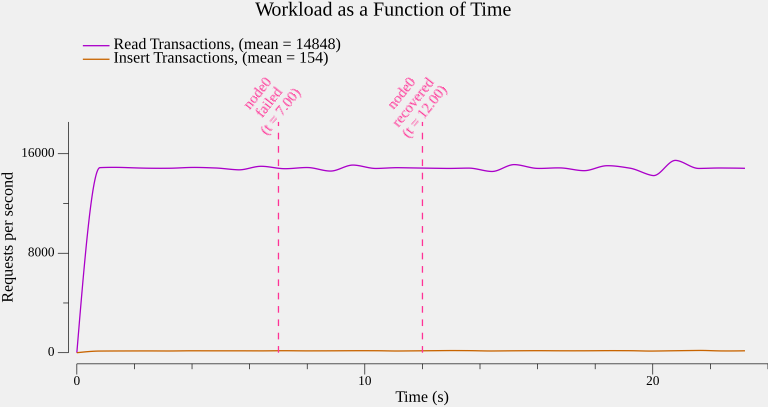 Workload as a Function of Time
Read Transactions, (mean = 14848)
Insert Transactions, (mean = 154)
node0
failed
(t = 7.00)
node0
recovered
(t = 12.00)
16000
8000
0
Requests per second
0
10
20
Time (s)